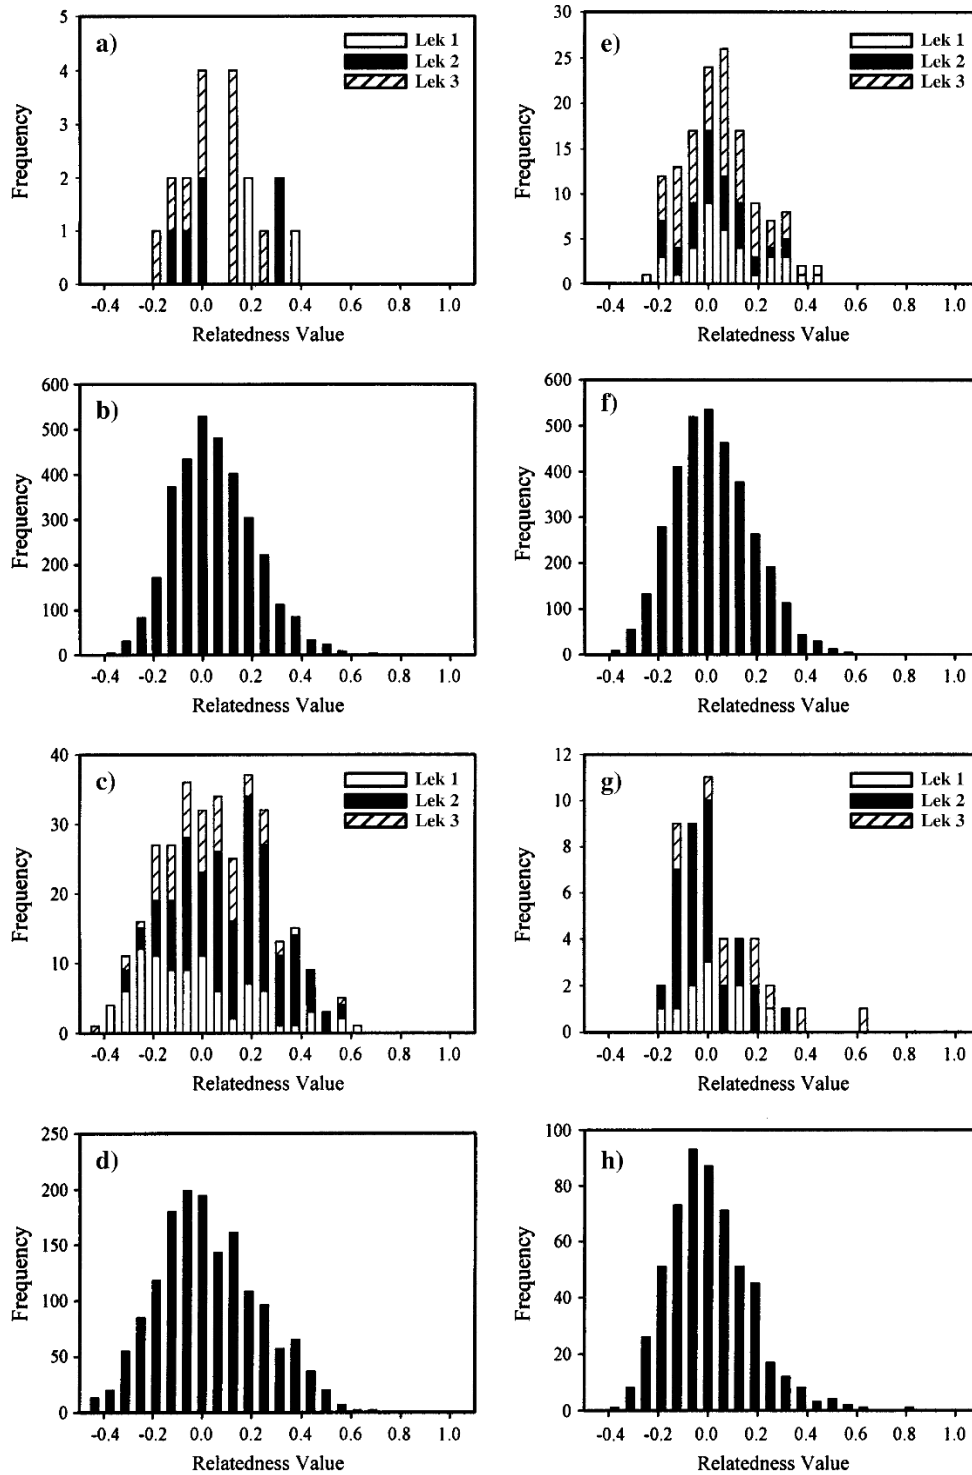 a)
Lek 1
Lek 2
Lek 3
5
4
3
2
1
0
Frequency
-0.4 -0.2 0.0 0.2 0.4 0.6 0.8 1.0
Relatedness Value
e)
Lek 1
Lek 2
Lek 3
30
25
20
15
10
5
0
Frequency
-0.4 -0.2 0.0 0.2 0.4 0.6 0.8 1.0
Relatedness Value
b)
600
500
400
300
200
100
0
Frequency
-0.4 -0.2 0.0 0.2 0.4 0.6 0.8 1.0
Relatedness Value
f)
600
500
400
300
200
100
0
Frequency
-0.4 -0.2 0.0 0.2 0.4 0.6 0.8 1.0
Relatedness Value
c)
Lek 1
Lek 2
Lek 3
40
30
20
10
0
Frequency
-0.4 -0.2 0.0 0.2 0.4 0.6 0.8 1.0
Relatedness Value
g)
Lek 1
Lek 2
Lek 3
12
10
8
6
4
2
0
Frequency
-0.4 -0.2 0.0 0.2 0.4 0.6 0.8 1.0
Relatedness Value
d)
250
200
150
100
50
0
Frequency
-0.4 -0.2 0.0 0.2 0.4 0.6 0.8 1.0
Relatedness Value
h)
100
80
60
40
20
0
Frequency
-0.4 -0.2 0.0 0.2 0.4 0.6 0.8 1.0
Relatedness Value